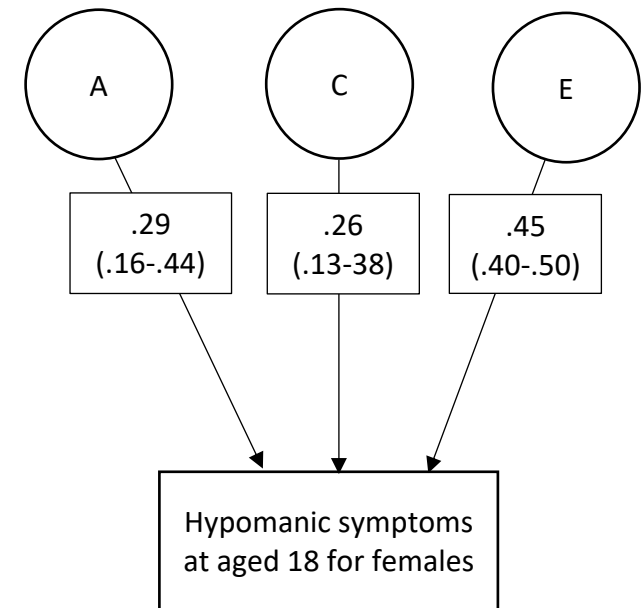 A
C
E
.29
(.16-.44)
.26
(.13-38)
.45
(.40-.50)
Hypomanic symptoms
at aged 18 for females